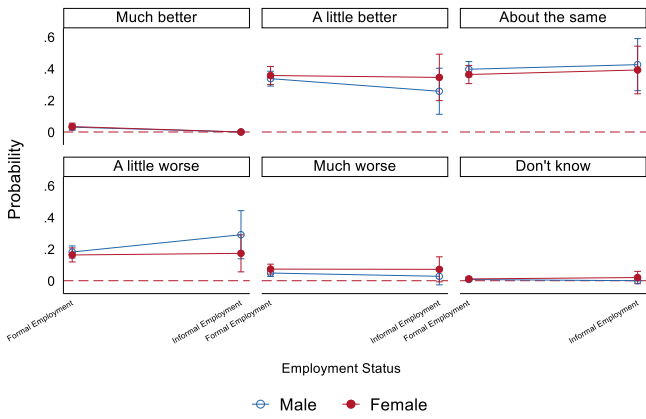 Much better
A little better
About the same
.6
.4
.2
0
A little worse
Much worse
Don't know
.6
.4
.2
0
Probability
Formal Employment
Informal Employment
Formal Employment
Informal Employment
Formal Employment
Informal Employment
Employment Status
Male
Female